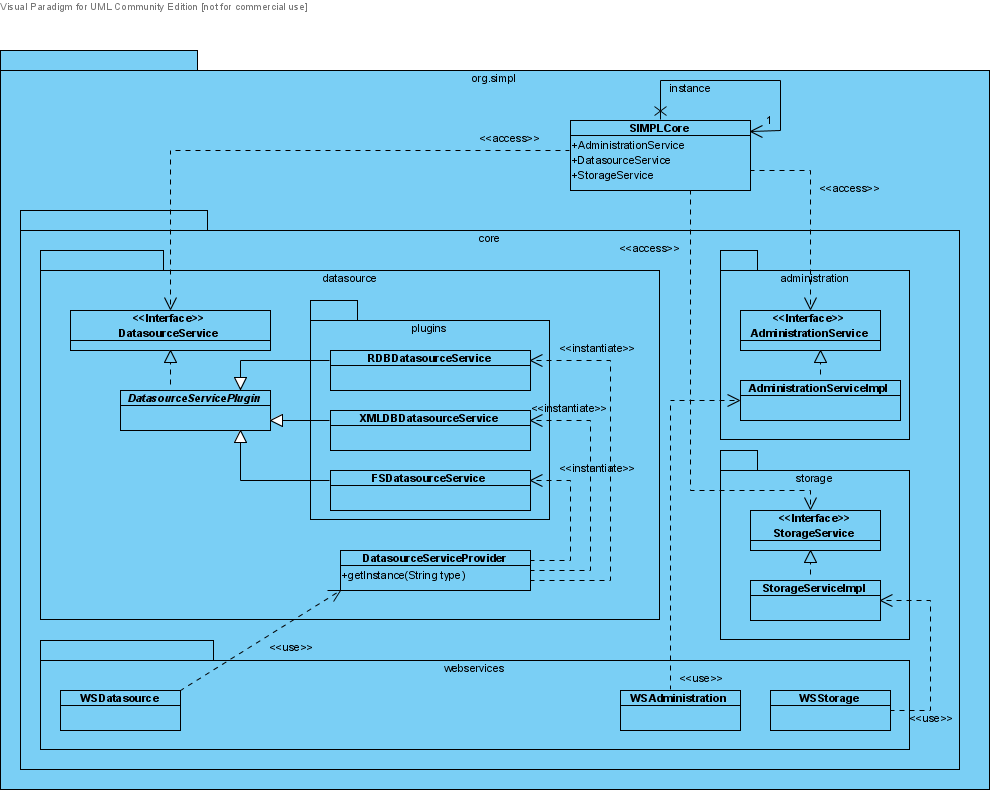 Visual Paradigm for UML Community Edition [not for commercial use]
org.simpl
instance
1
SIMPLCore
+AdministrationService
+DatasourceService
+StorageService
<<access>>
<<access>>
<<access>>
core
datasource
administration
<<Interface>>
DatasourceService
plugins
<<Interface>>
AdministrationService
RDBDatasourceService
<<instantiate>>
DatasourceServicePlugin
AdministrationServiceImpl
XMLDBDatasourceService
<<instantiate>>
FSDatasourceService
<<instantiate>>
storage
<<Interface>>
StorageService
DatasourceServiceProvider
+getInstance(String type)
StorageServiceImpl
<<use>>
webservices
WSDatasource
<<use>>
WSAdministration
WSStorage
<<use>>